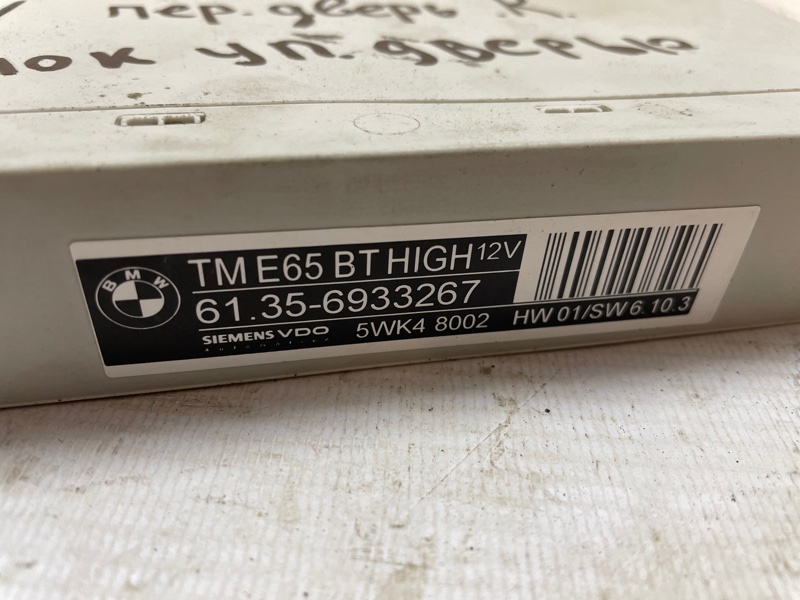 пер. дверь К.
уп. дверью
BMW
TM E65 BT HIGH 12V
61.35-6933267
SIEMENS VDO 5WK4 8002 HW 01/SW 6.10.3
AUTOMOTIVE